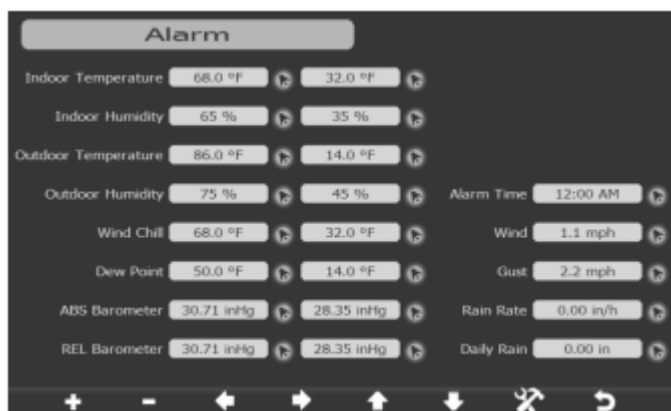 Alarm
Indoor Temperature 68.0 °F 32.0 °F
Indoor Humidity 65 % 35 %
Outdoor Temperature 86.0 °F 14.0 °F
Outdoor Humidity 75 % 45 % Alarm Time 12:00 AM
Wind Chill 68.0 °F 32.0 °F Wind 1.1 mph
Dew Point 50.0 °F 14.0 °F Gust 2.2 mph
ABS Barometer 30.71 inHg 28.35 inHg Rain Rate 0.00 in/h
REL Barometer 30.71 inHg 28.35 inHg Daily Rain 0.00 in